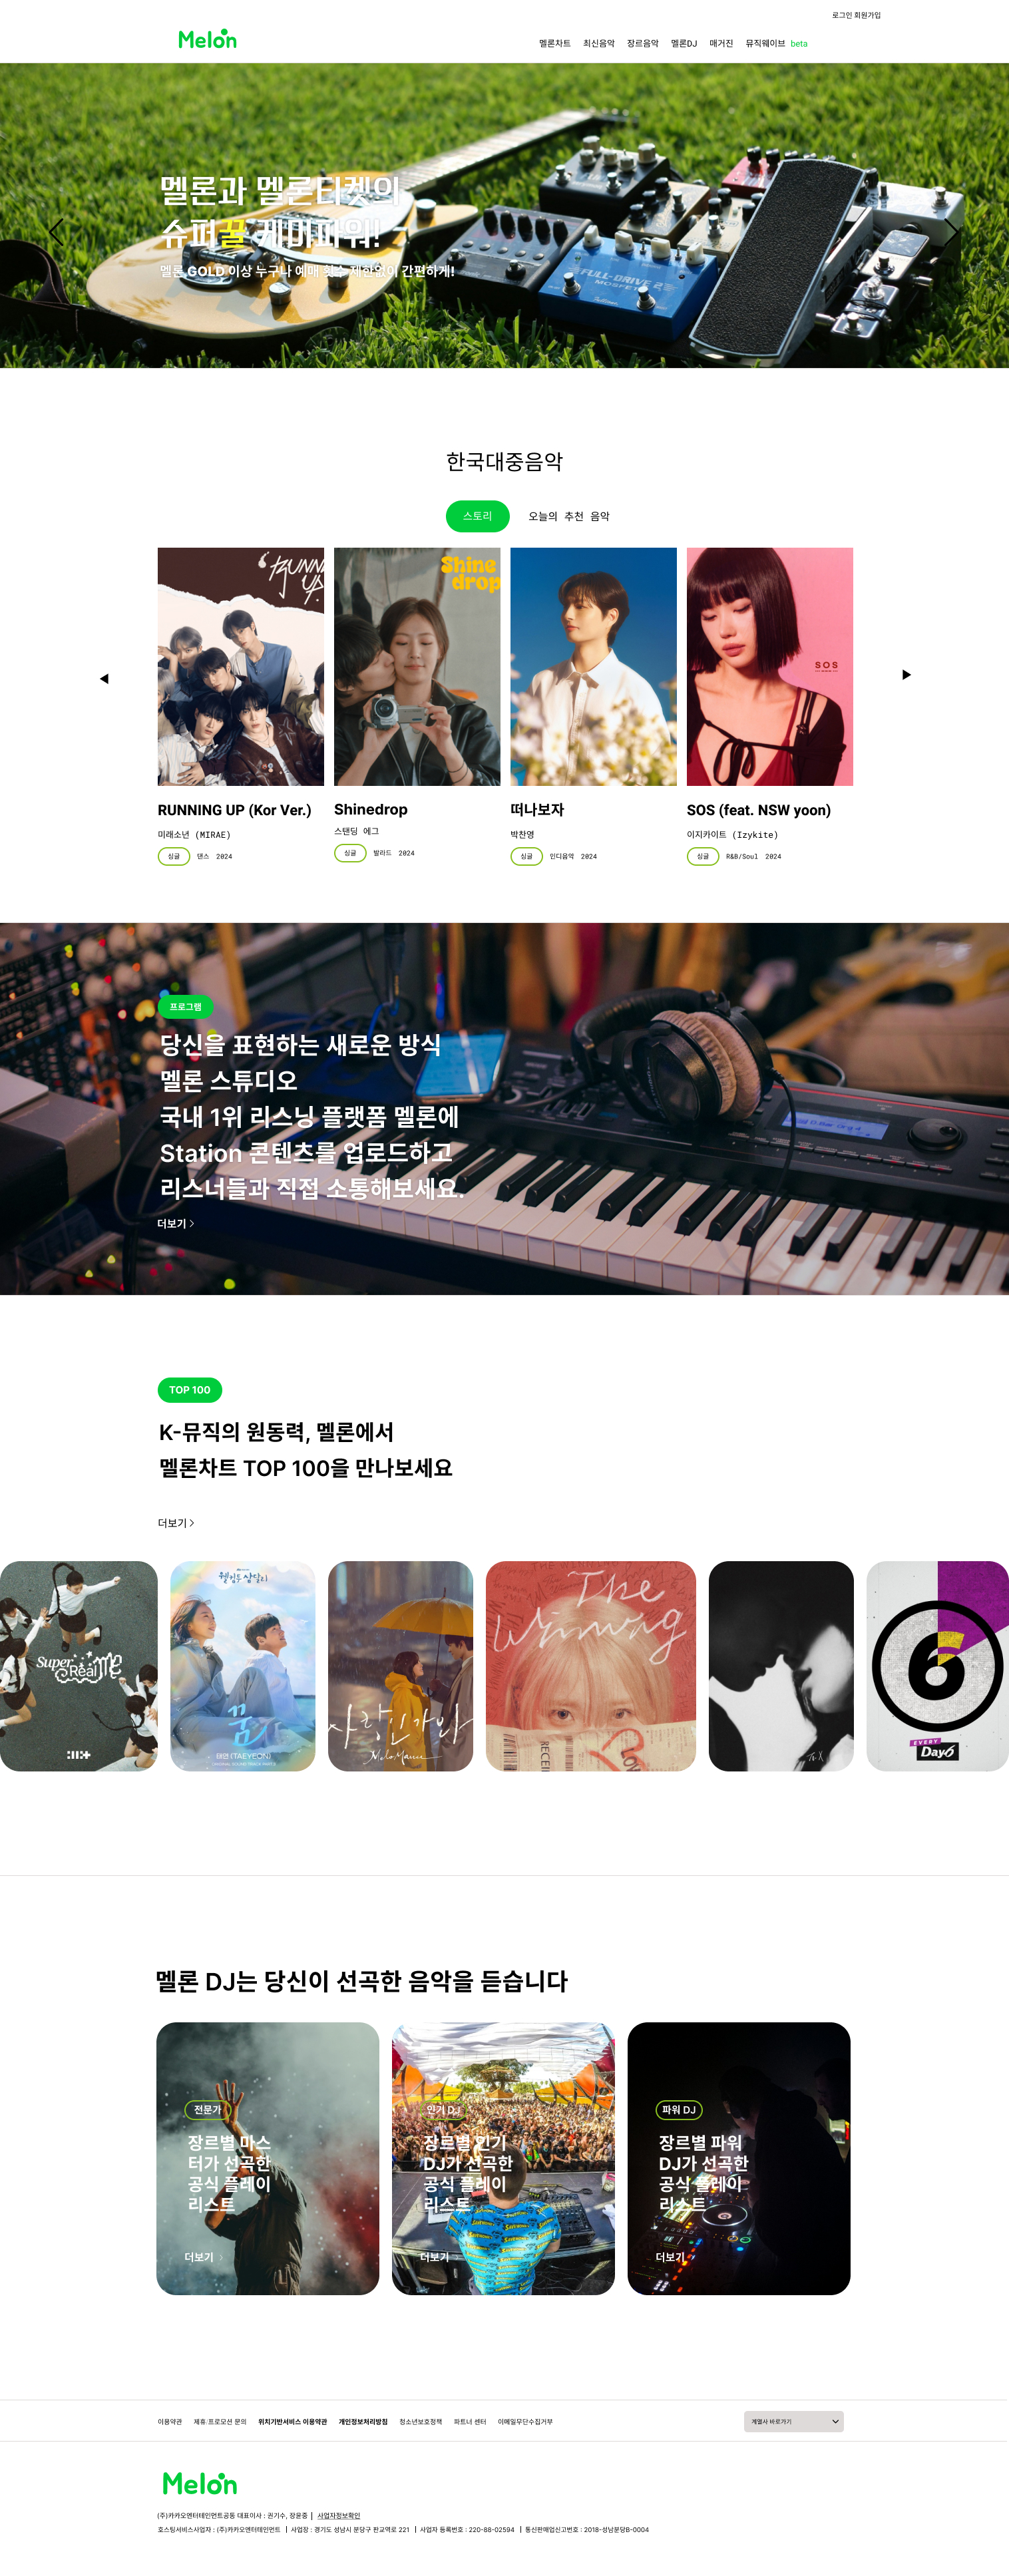 로그인 회원가입
Melon
멜론차트 최신음악 장르음악 멜론DJ 매거진 뮤직웨이브 beta
멜론과 멜론티켓의
슈퍼꿀 케미파워!
멜론 GOLD 이상 누구나 예매 횟수 제한없이 간편하게!
FULL-DRIVE 2
MOSFET
한국대중음악
스토리 오늘의 추천 음악
RUNNING UP
Shine drop
SOS
RUNNING UP (Kor Ver.)
미래소년 (MIRAE)
싱글 댄스 2024
Shinedrop
스탠딩 에그
싱글 발라드 2024
떠나보자
박찬영
싱글 인디음악 2024
SOS (feat. NSW yoon)
이지카이트 (Izykite)
싱글 R&B/Soul 2024
프로그램
당신을 표현하는 새로운 방식
멜론 스튜디오
국내 1위 리스닝 플랫폼 멜론에
Station 콘텐츠를 업로드하고
리스너들과 직접 소통해보세요.
더보기 >
TOP 100
K-뮤직의 원동력, 멜론에서
멜론차트 TOP 100을 만나보세요
더보기 >
Super Real Me
웰컴투 삼달리
꿈
태연 (TAEYEON)
사랑인가 봐
MeloMance
The Winning
6
EVERY
Day6
멜론 DJ는 당신이 선곡한 음악을 듣습니다
전문가
장르별 마스
터가 선곡한
공식 플레이
리스트
더보기
인기 DJ
장르별 인기
DJ가 선곡한
공식 플레이
리스트
더보기
파워 DJ
장르별 파워
DJ가 선곡한
공식 플레이
리스트
더보기
이용약관 제휴/프로모션 문의 위치기반서비스 이용약관 개인정보처리방침 청소년보호정책 파트너 센터 이메일무단수집거부
계열사 바로가기
Melon
(주)카카오엔터테인먼트공동 대표이사 : 권기수, 장윤중 | 사업자정보확인
호스팅서비스사업자 : (주)카카오엔터테인먼트 | 사업장 : 경기도 성남시 분당구 판교역로 221 | 사업자 등록번호 : 220-88-02594 | 통신판매업신고번호 : 2018-성남분당B-0004